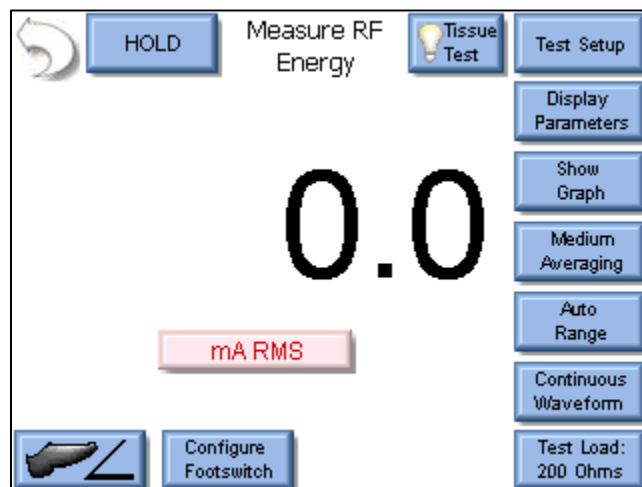 HOLD
Measure RF
Energy
Tissue
Test
Test Setup
Display
Parameters
Show
Graph
0.0
Medium
Averaging
Auto
Range
mA RMS
Continuous
Waveform
Configure
Footswitch
Test Load:
200 Ohms